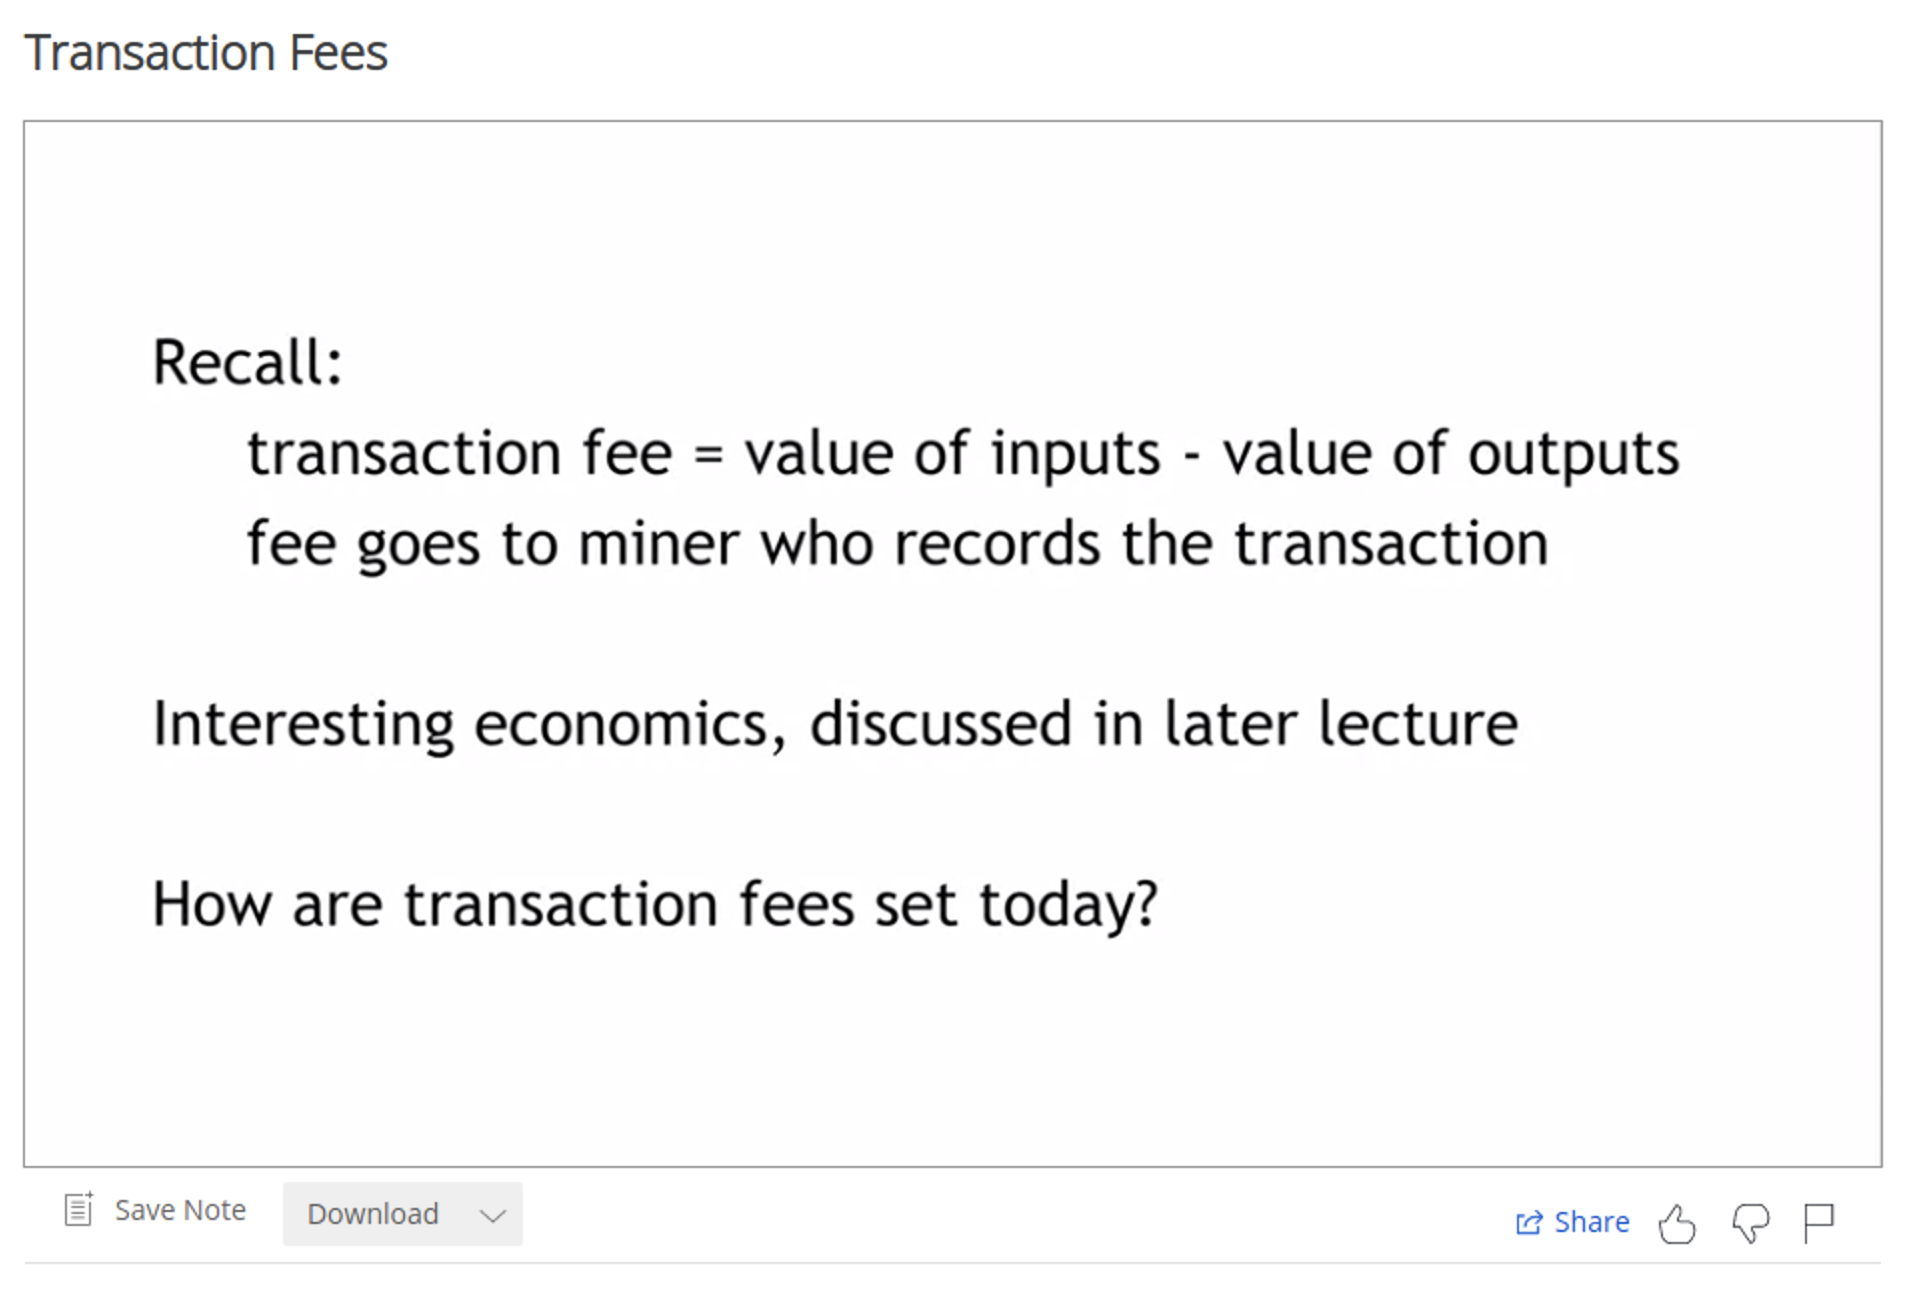 Transaction Fees
Recall:
transaction fee = value of inputs - value of outputs
fee goes to miner who records the transaction
Interesting economics, discussed in later lecture
How are transaction fees set today?
Save Note
Download
Share